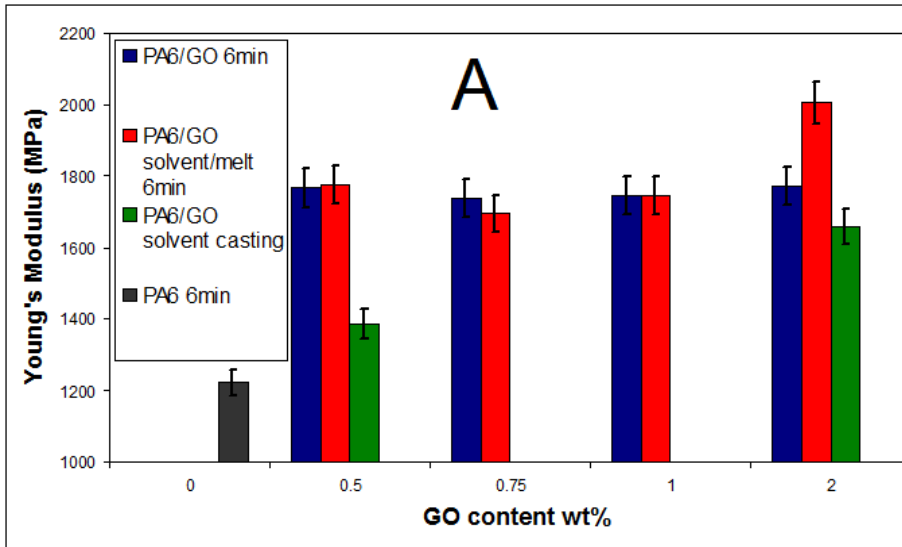 A
PA6/GO 6min
PA6/GO
solvent/melt
6min
PA6/GO
solvent casting
PA6 6min
Young's Modulus (MPa)
2200
2000
1800
1600
1400
1200
1000
0 0.5 0.75 1 2
GO content wt%